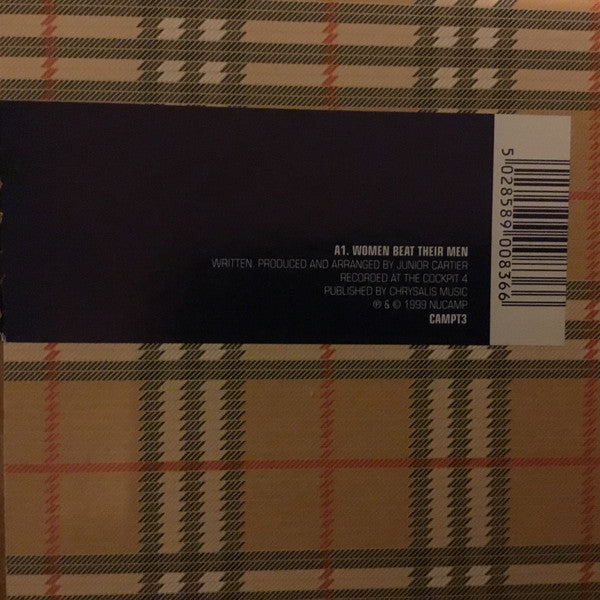 A1. WOMEN BEAT THEIR MEN
WRITTEN, PRODUCED AND ARRANGED BY JUNIOR CARTIER
RECORDED AT THE COCKPIT 4
PUBLISHED BY CHRYSALIS MUSIC
℗ & © 1999 NUCAMP
CAMPT3
5 028589 008366